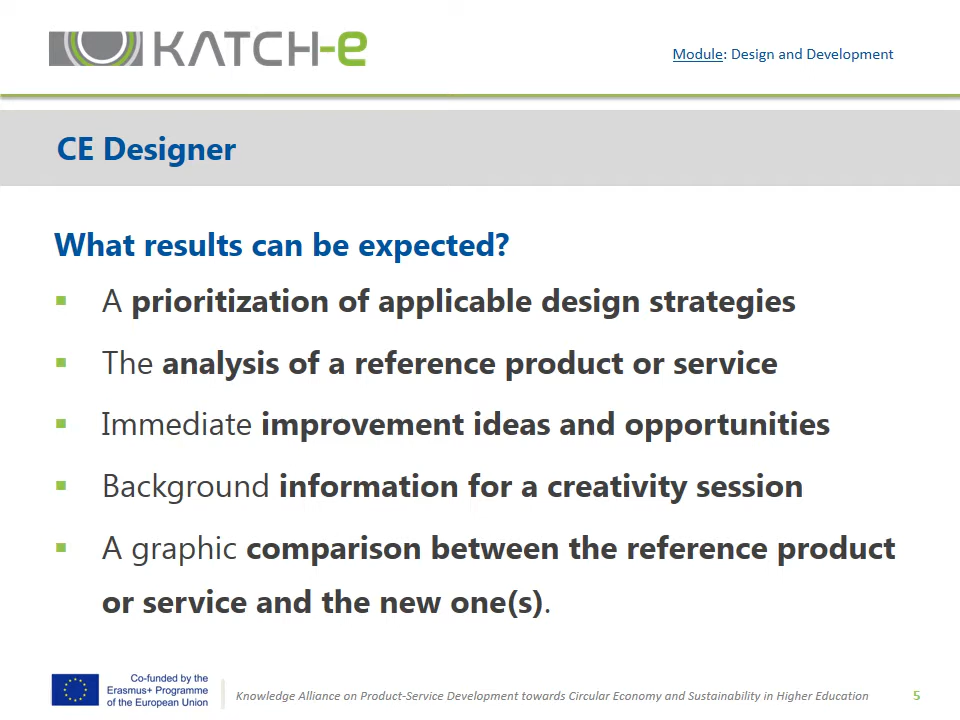 KATCH-e
Module: Design and Development
CE Designer
What results can be expected?
▪ A prioritization of applicable design strategies
▪ The analysis of a reference product or service
▪ Immediate improvement ideas and opportunities
▪ Background information for a creativity session
▪ A graphic comparison between the reference product
or service and the new one(s).
Co-funded by the
Erasmus+ Programme
of the European Union
Knowledge Alliance on Product-Service Development towards Circular Economy and Sustainability in Higher Education
5